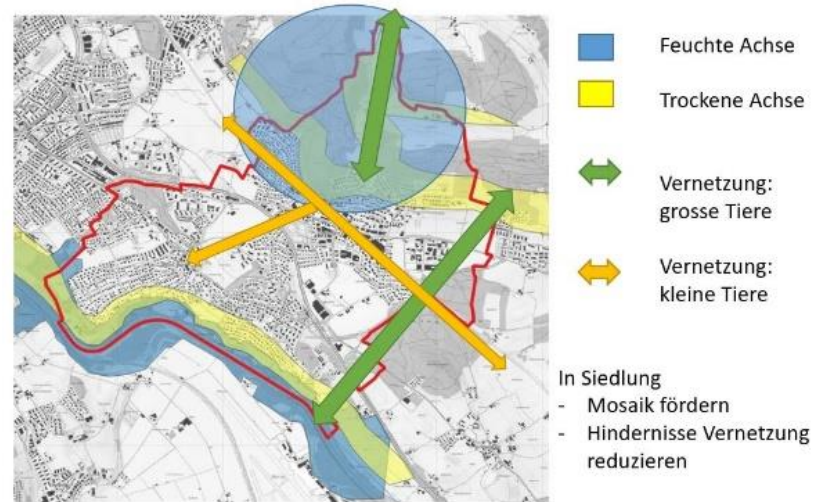 Feuchte Achse
Trockene Achse
Vernetzung:
grosse Tiere
Vernetzung:
kleine Tiere
In Siedlung
- Mosaik fördern
- Hindernisse Vernetzung
reduzieren